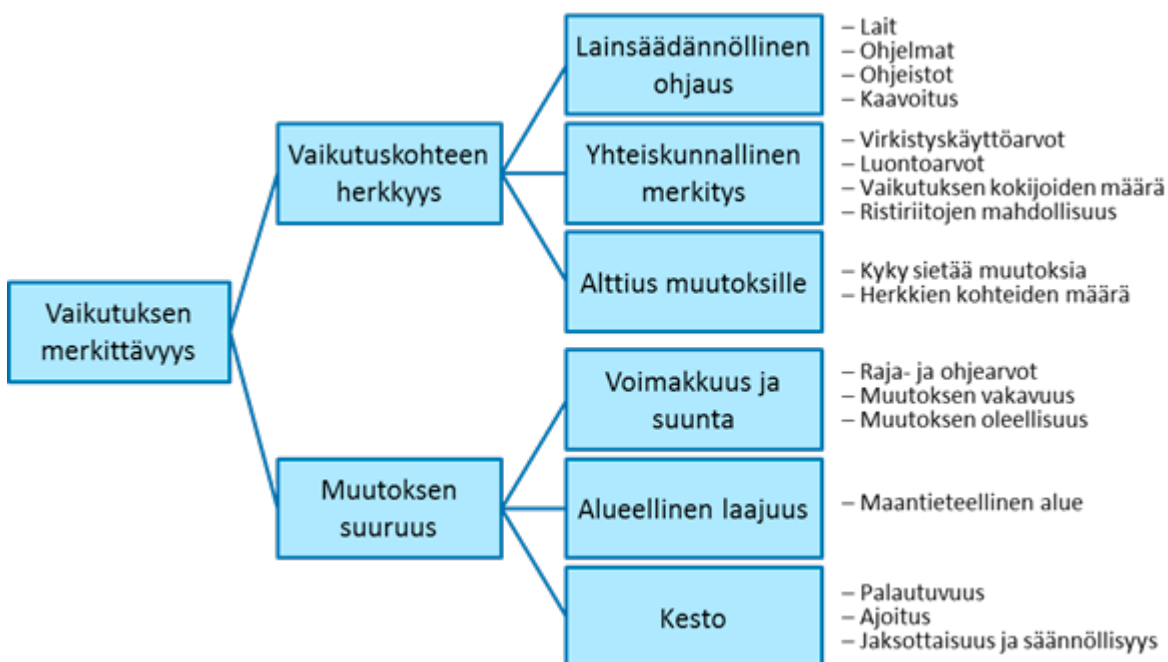 Vaikutuksen
merkittävyys
Vaikutuskohteen
herkkyys
Lainsäädännöllinen
ohjaus
– Lait
– Ohjelmat
– Ohjeistot
– Kaavoitus
Yhteiskunnallinen
merkitys
– Virkistyskäyttöarvot
– Luontoarvot
– Vaikutuksen kokijoiden määrä
– Ristiriitojen mahdollisuus
Alttius muutoksille
– Kyky sietää muutoksia
– Herkkien kohteiden määrä
Muutoksen
suuruus
Voimakkuus ja
suunta
– Raja- ja ohjearvot
– Muutoksen vakavuus
– Muutoksen oleellisuus
Alueellinen laajuus
– Maantieteellinen alue
Kesto
– Palautuvuus
– Ajoitus
– Jaksottaisuus ja säännöllisyys